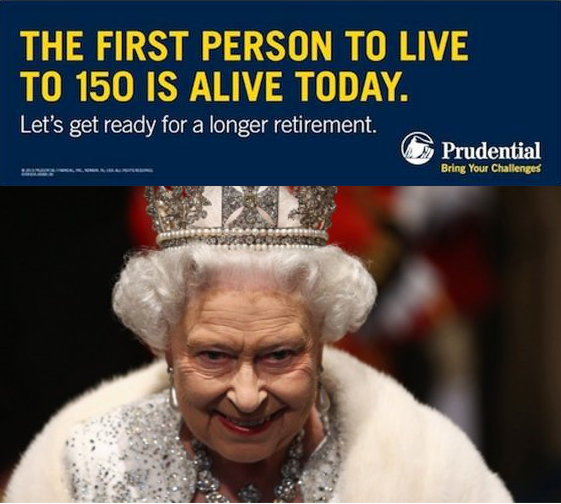 THE FIRST PERSON TO LIVE
TO 150 IS ALIVE TODAY.
Let's get ready for a longer retirement.
Prudential
Bring Your Challenges